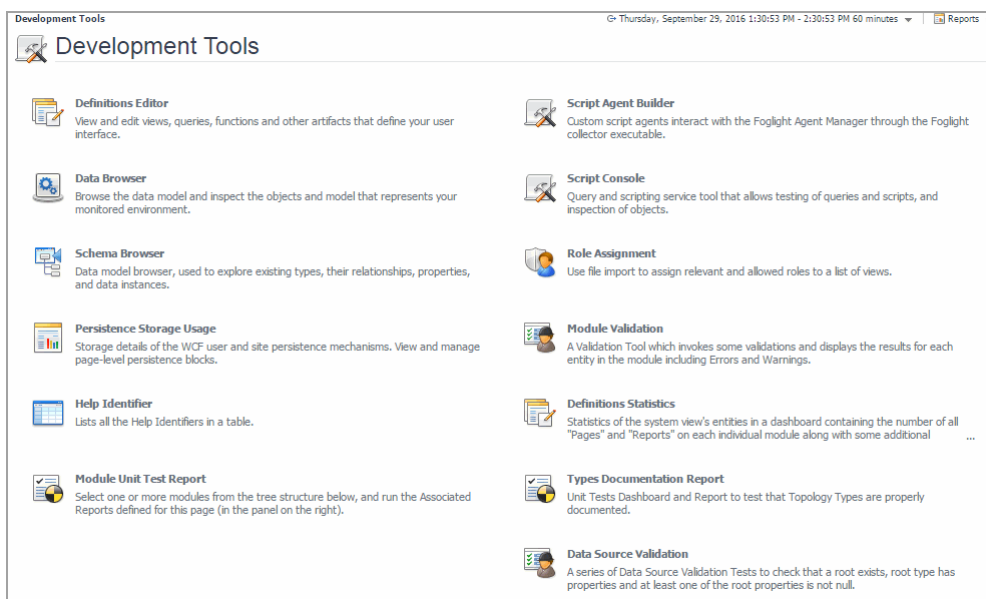 Development Tools
Thursday, September 29, 2016 1:30:53 PM - 2:30:53 PM 60 minutes
Reports
Development Tools
Definitions Editor
View and edit views, queries, functions and other artifacts that define your user
interface.
Script Agent Builder
Custom script agents interact with the Foglight Agent Manager through the Foglight
collector executable.
Data Browser
Browse the data model and inspect the objects and model that represents your
monitored environment.
Script Console
Query and scripting service tool that allows testing of queries and scripts, and
inspection of objects.
Schema Browser
Data model browser, used to explore existing types, their relationships, properties,
and data instances.
Role Assignment
Use file import to assign relevant and allowed roles to a list of views.
Persistence Storage Usage
Storage details of the WCF user and site persistence mechanisms. View and manage
page-level persistence blocks.
Module Validation
A Validation Tool which invokes some validations and displays the results for each
entity in the module including Errors and Warnings.
Help Identifier
Lists all the Help Identifiers in a table.
Definitions Statistics
Statistics of the system view's entities in a dashboard containing the number of all
"Pages" and "Reports" on each individual module along with some additional ...
Module Unit Test Report
Select one or more modules from the tree structure below, and run the Associated
Reports defined for this page (in the panel on the right).
Types Documentation Report
Unit Tests Dashboard and Report to test that Topology Types are properly
documented.
Data Source Validation
A series of Data Source Validation Tests to check that a root exists, root type has
properties and at least one of the root properties is not null.